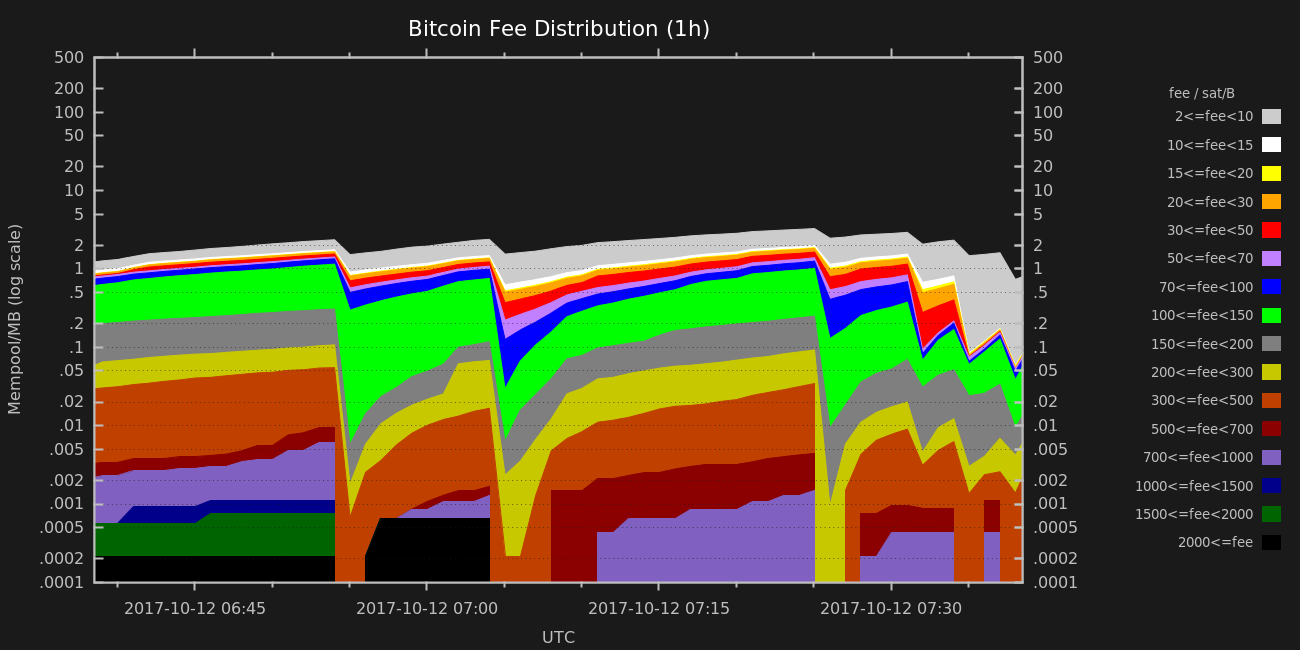 Bitcoin Fee Distribution (1h)
Mempool/MB (log scale)
500
200
100
50
20
10
5
2
1
.5
.2
.1
.05
.02
.01
.005
.002
.001
.0005
.0002
.0001
500
200
100
50
20
10
5
2
1
.5
.2
.1
.05
.02
.01
.005
.002
.001
.0005
.0002
.0001
fee / sat/B
2<=fee<10
10<=fee<15
15<=fee<20
20<=fee<30
30<=fee<50
50<=fee<70
70<=fee<100
100<=fee<150
150<=fee<200
200<=fee<300
300<=fee<500
500<=fee<700
700<=fee<1000
1000<=fee<1500
1500<=fee<2000
2000<=fee
2017-10-12 06:45
2017-10-12 07:00
2017-10-12 07:15
2017-10-12 07:30
UTC